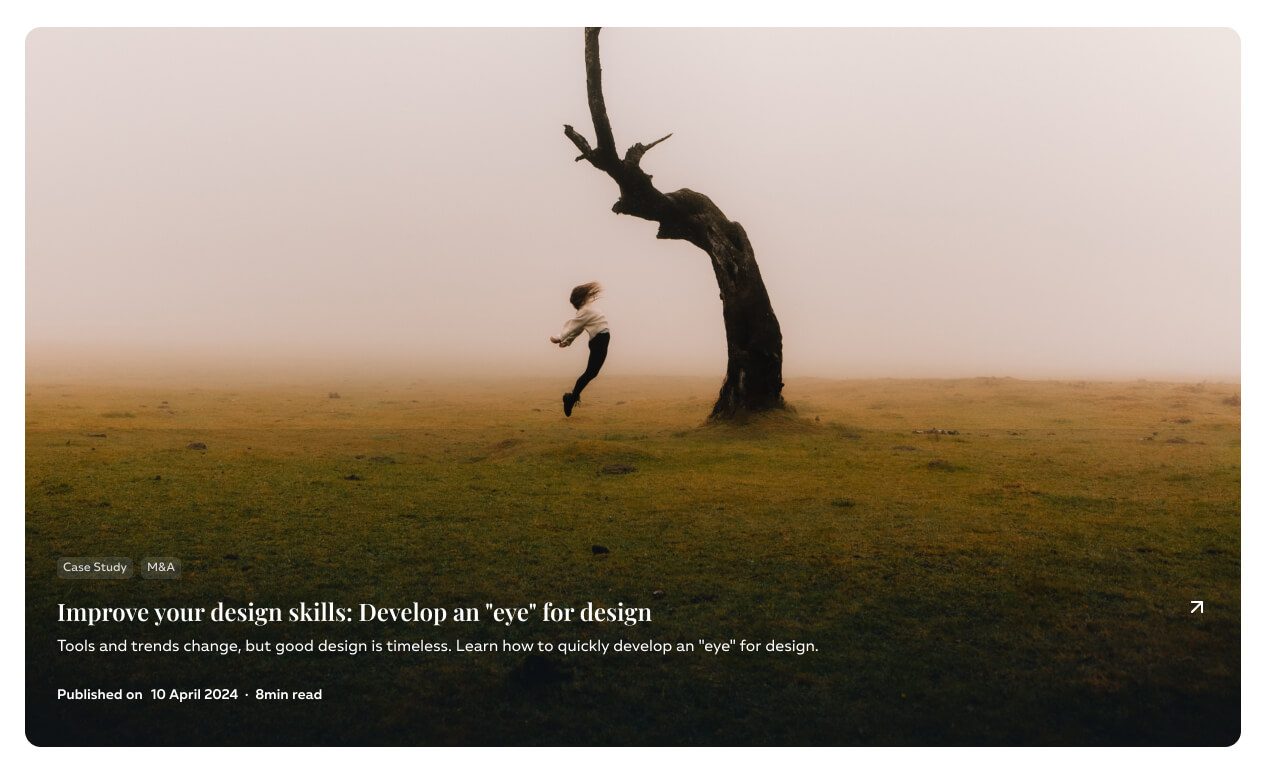 Case Study M&A
Improve your design skills: Develop an "eye" for design
Tools and trends change, but good design is timeless. Learn how to quickly develop an "eye" for design.
Published on 10 April 2024 · 8min read